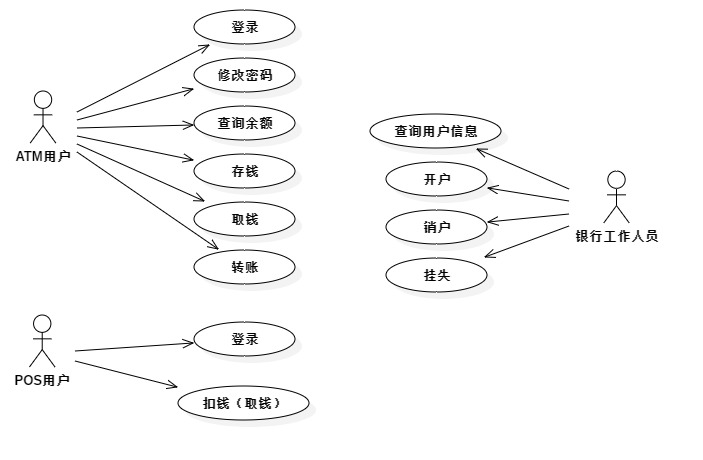 登录
修改密码
查询余额
存钱
取钱
转账
ATM用户
查询用户信息
开户
销户
挂失
银行工作人员
登录
扣钱（取钱）
POS用户